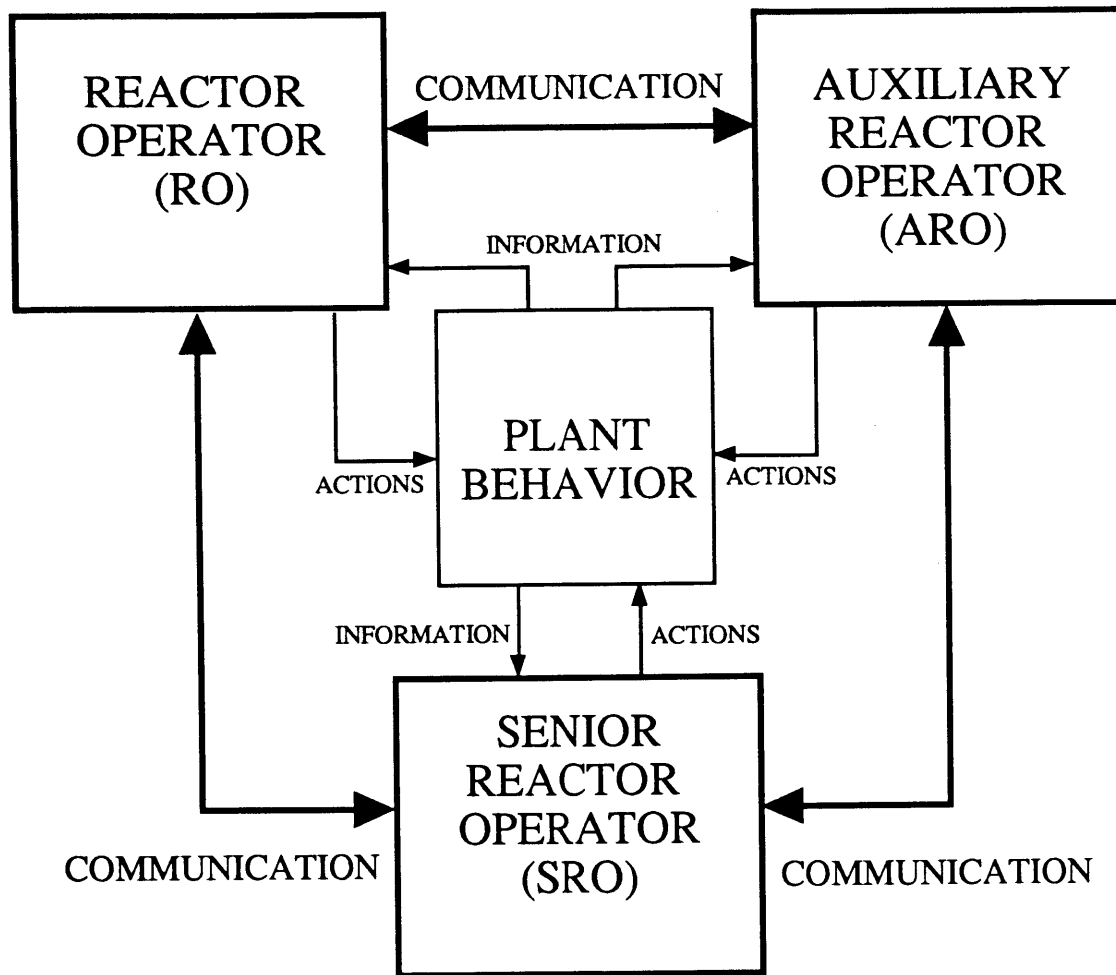 REACTOR
OPERATOR
(RO)
COMMUNICATION
AUXILIARY
REACTOR
OPERATOR
(ARO)
INFORMATION
PLANT
BEHAVIOR
ACTIONS
ACTIONS
INFORMATION
ACTIONS
SENIOR
REACTOR
OPERATOR
(SRO)
COMMUNICATION
COMMUNICATION